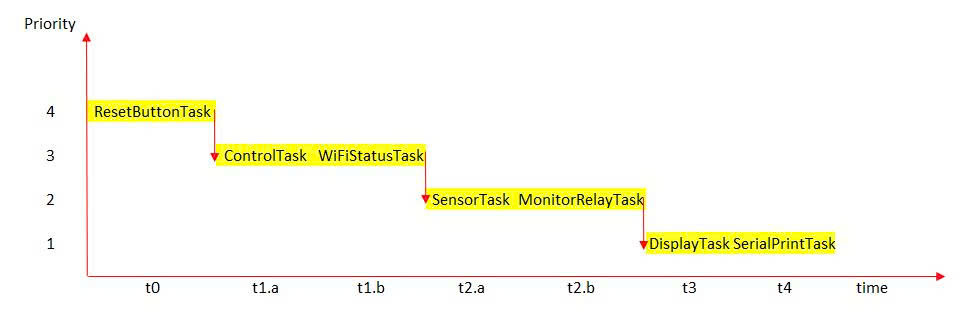 Priority
4 ResetButtonTask
3 ControlTask WiFiStatusTask
2 SensorTask MonitorRelayTask
1 DisplayTask SerialPrintTask
t0 t1.a t1.b t2.a t2.b t3 t4 time